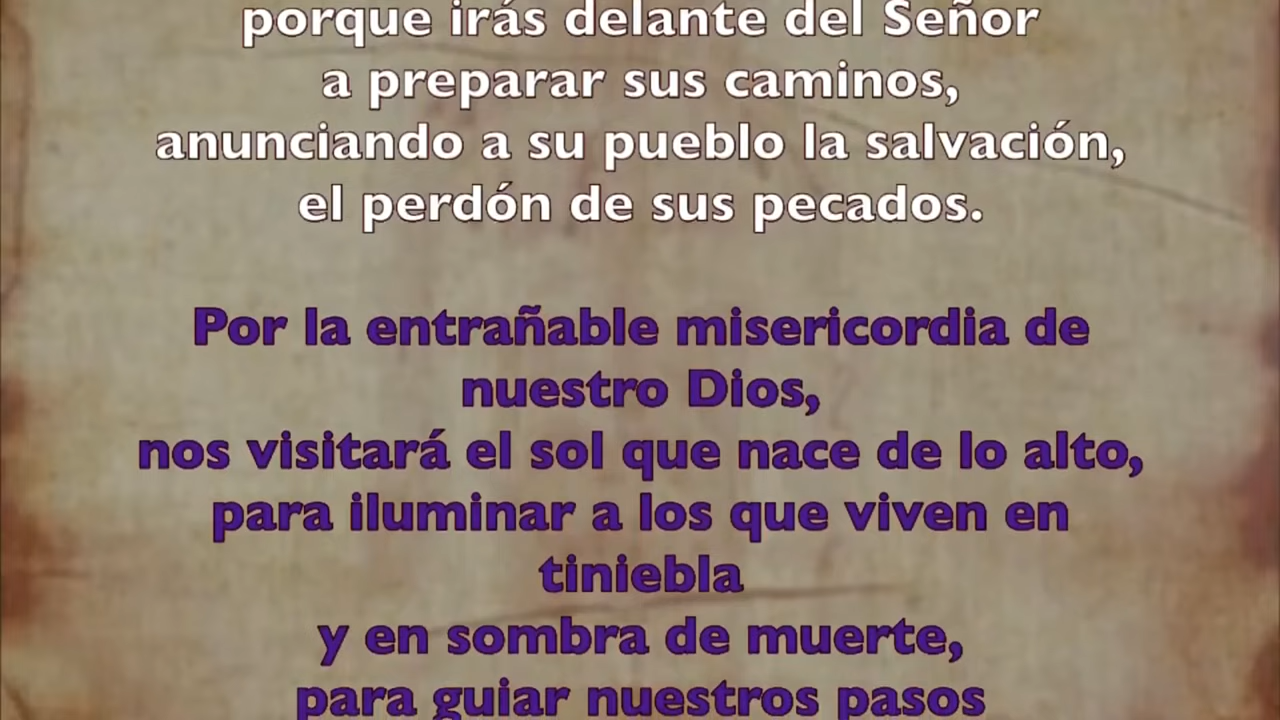 porque irás delante del Señor
a preparar sus caminos,
anunciando a su pueblo la salvación,
el perdón de sus pecados.
Por la entrañable misericordia de
nuestro Dios,
nos visitará el sol que nace de lo alto,
para iluminar a los que viven en
tiniebla
y en sombra de muerte,
para guiar nuestros pasos